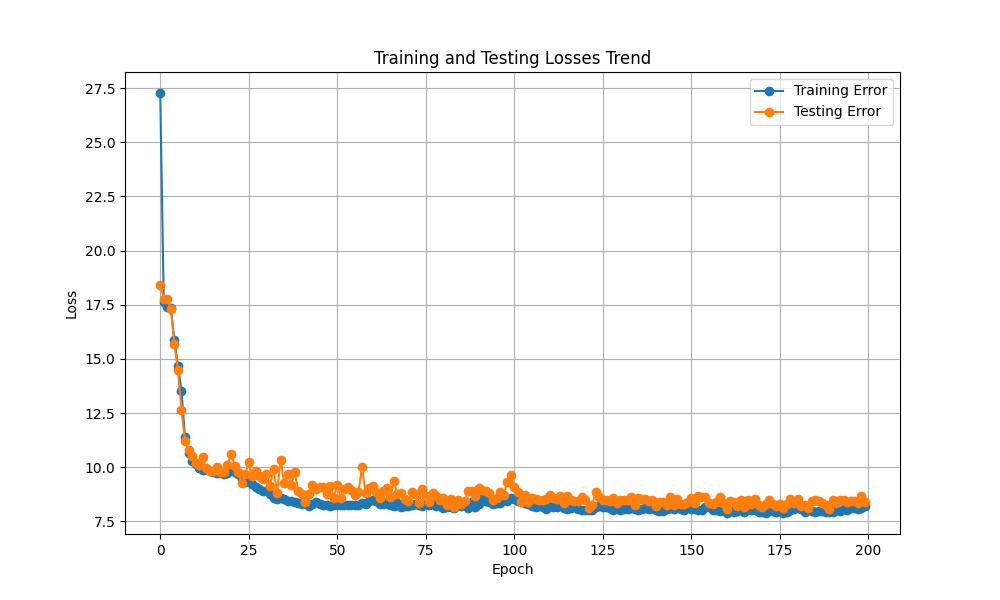 Training and Testing Losses Trend
Training Error
Testing Error
27.5
25.0
22.5
20.0
17.5
15.0
12.5
10.0
7.5
Loss
0 25 50 75 100 125 150 175 200
Epoch